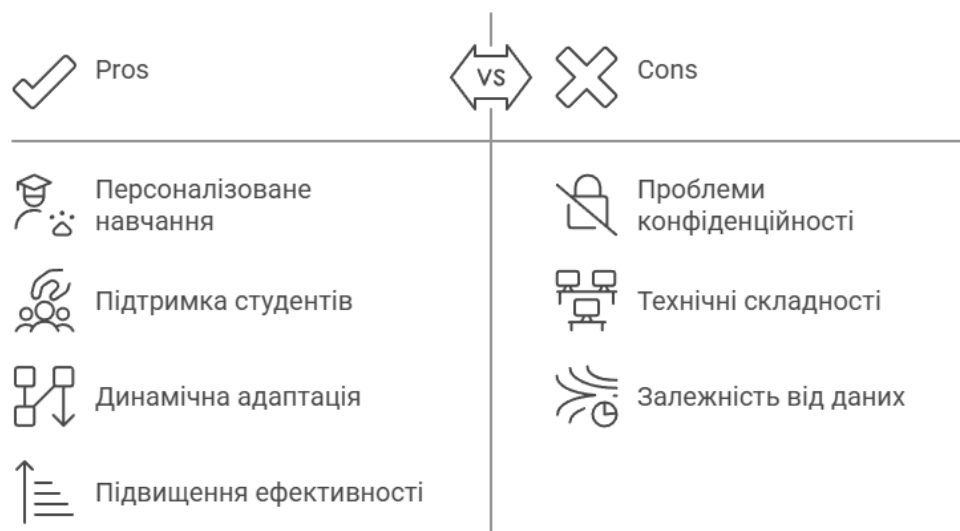 Pros
VS
Cons
Персоналізоване
навчання
Підтримка студентів
Динамічна адаптація
Підвищення ефективності
Проблеми
конфіденційності
Технічні складності
Залежність від даних